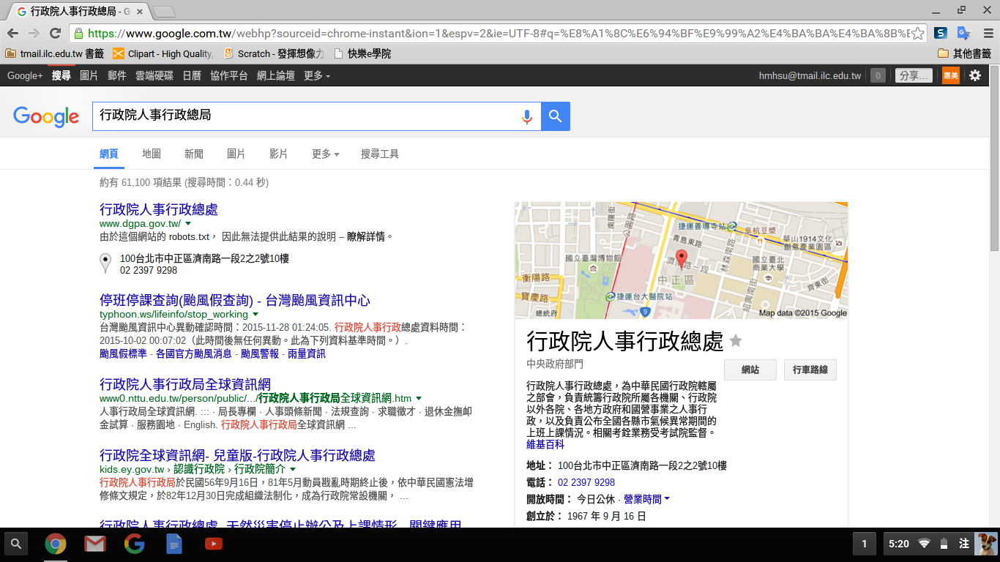 行政院人事行政總局 - G
https://www.google.com.tw/webhp?sourceid=chrome-instant&ion=1&espv=2&ie=UTF-8#q=%E8%A1%8C%E6%94%BF%E9%99%A2%E4%BA%BA%E4%BA%8B%E
tmail.ilc.edu.tw 書籤 Clipart - High Quality, Scratch - 發揮想像力 快樂e學院 其他書籤
Google+ 搜尋 圖片 郵件 雲端硬碟 日曆 協作平台 網上論壇 更多 hmhsu@tmail.ilc.edu.tw 0 分享… 惠美
Google 行政院人事行政總局
網頁 地圖 新聞 圖片 影片 更多 搜尋工具
約有 61,100 項結果 (搜尋時間：0.44 秒)
行政院人事行政總處
www.dgpa.gov.tw/
由於這個網站的 robots.txt， 因此無法提供此結果的說明 – 瞭解詳情。
100台北市中正區濟南路一段2之2號10樓
02 2397 9298
停班停課查詢(颱風假查詢) - 台灣颱風資訊中心
typhoon.ws/lifeinfo/stop_working
台灣颱風資訊中心異動確認時間：2015-11-28 01:24:05. 行政院人事行政總處資料時間：
2015-10-02 00:07:02（此時間後無任何異動。此為下列資料基準時間。）.
颱風假標準 - 各國官方颱風消息 - 颱風警報 - 雨量資訊
行政院人事行政局全球資訊網
www0.nttu.edu.tw/person/public/.../行政院人事行政局全球資訊網.htm
人事行政局全球資訊網. ::: · 局長專欄 · 人事頭條新聞 · 法規查詢 · 求職徵才 · 退休金撫卹
金試算 · 服務園地 · English. 行政院人事行政局全球資訊網 ...
行政院全球資訊網- 兒童版-行政院人事行政總處
kids.ey.gov.tw › 認識行政院 › 行政院簡介
行政院人事行政局於民國56年9月16日，81年5月動員戡亂時期終止後，依中華民國憲法增
修條文規定，於82年12月30日完成組織法制化，成為行政院常設機關， ...
行政院人事行政總處- 天然災害停止辦公及上課情形 - 關鍵應用
南陽街
公園路
捷運善導寺站
青島東路
阜杭豆漿
華山1914文化
創意產業園區
國立臺灣博物館
濟南路一段
林森南路
國立臺北
商業大學
衡陽路
中正區
濟東街
寶慶路
捷運台大醫院站
紹興南街
總統府
9
Map data ©2015 Google
行政院人事行政總處
中央政府部門
網站 行車路線
行政院人事行政總處，為中華民國行政院轄屬
之部會，負責統籌行政院所屬各機關、行政院
以外各院、各地方政府和國營事業之人事行
政，以及負責公布全國各縣市氣候異常期間的
上班上課情況。相關考銓業務受考試院監督。
維基百科
地址： 100台北市中正區濟南路一段2之2號10樓
電話： 02 2397 9298
開放時間： 今日公休 · 營業時間
創立於： 1967 年 9 月 16 日
1 5:20 注